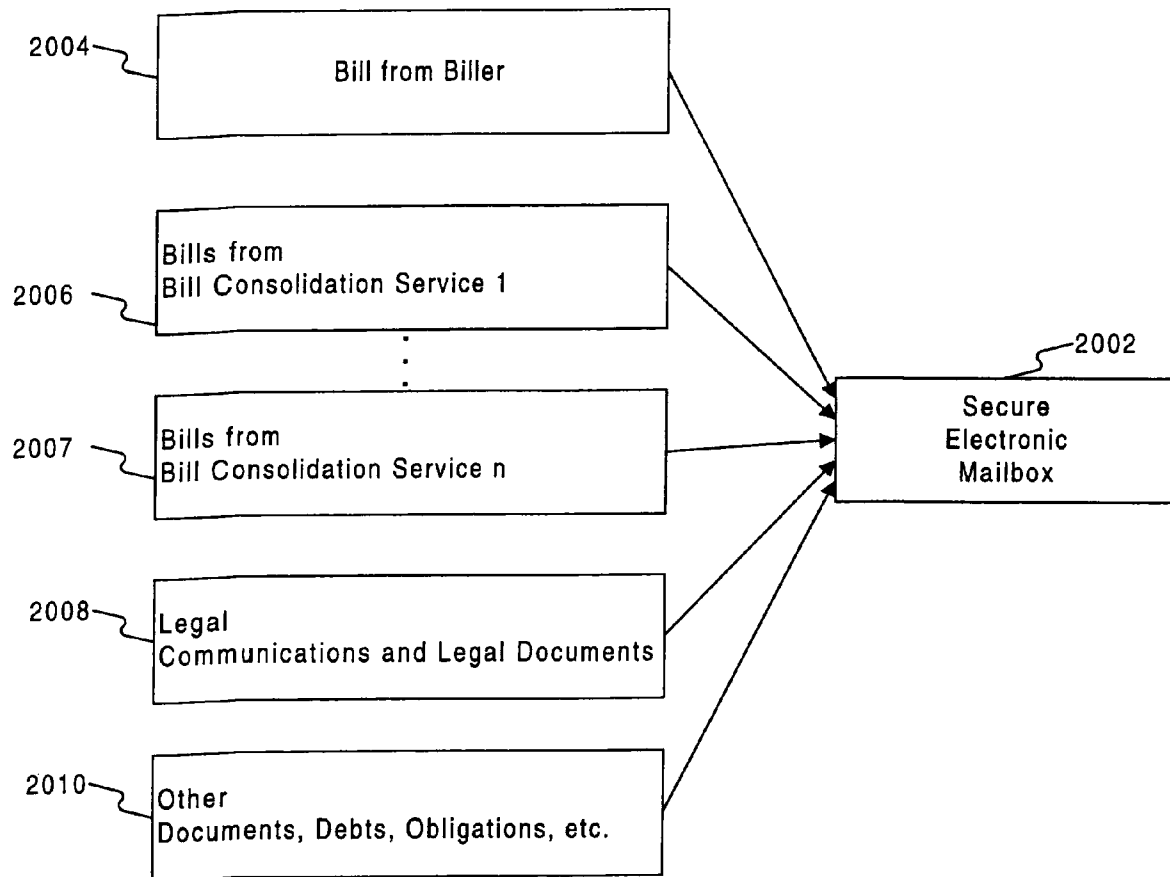 2004
Bill from Biller
Bills from
Bill Consolidation Service 1
2006
2002
Secure
Electronic
Mailbox
Bills from
Bill Consolidation Service n
2007
2008
Legal
Communications and Legal Documents
2010
Other
Documents, Debts, Obligations, etc.